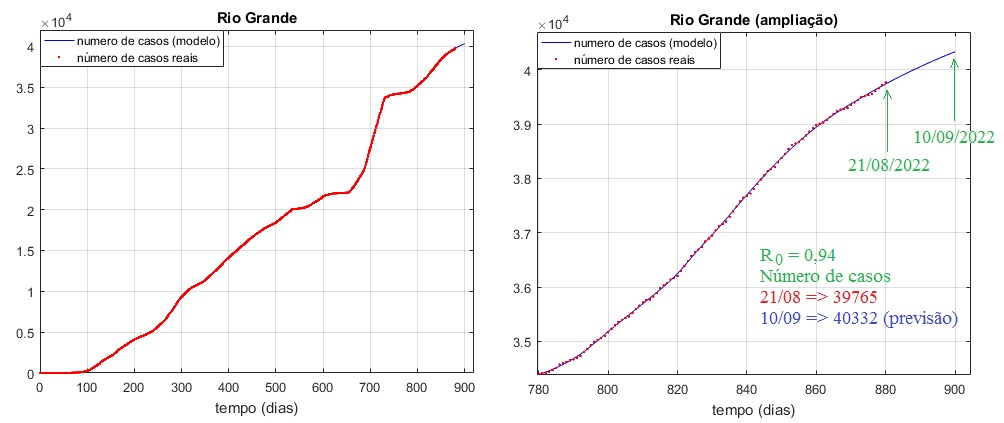 Rio Grande
×10⁴
numero de casos (modelo)
número de casos reais
4
3.5
3
2.5
2
1.5
1
0.5
0
0 100 200 300 400 500 600 700 800 900
tempo (dias)
Rio Grande (ampliação)
×10⁴
numero de casos (modelo)
número de casos reais
4
3.9
3.8
3.7
3.6
3.5
10/09/2022
21/08/2022
R₀ = 0,94
Número de casos
21/08 => 39765
10/09 => 40332 (previsão)
780 800 820 840 860 880 900
tempo (dias)